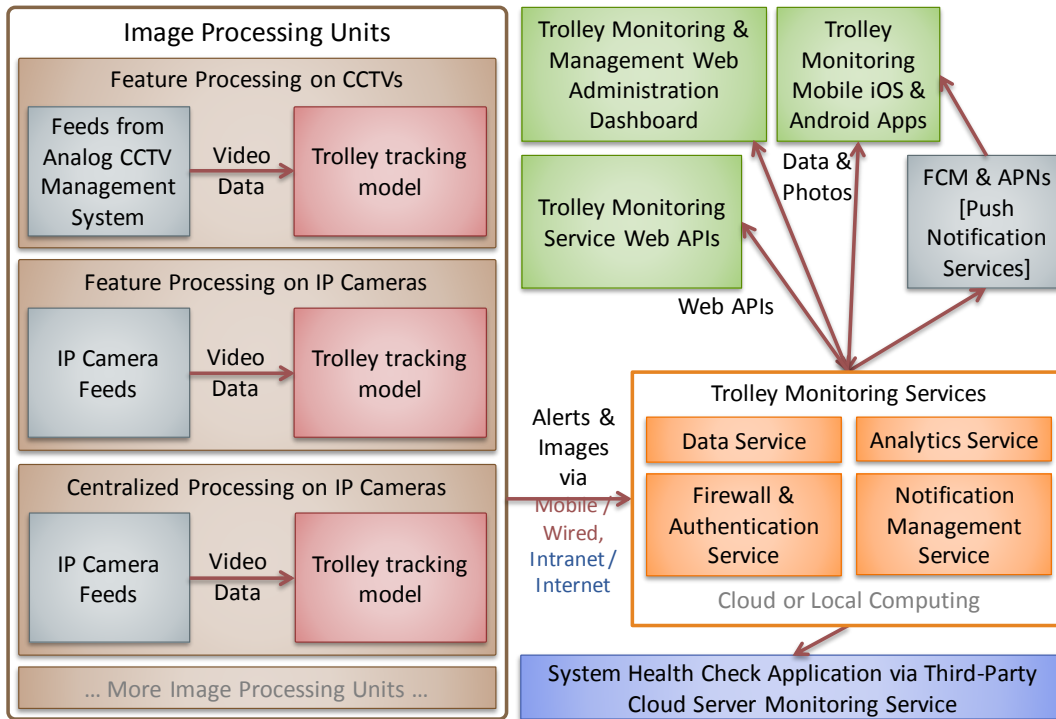 Image Processing Units
Feature Processing on CCTVs
Feeds from
Analog CCTV
Management
System
Video
Data
Trolley tracking
model
Feature Processing on IP Cameras
IP Camera
Feeds
Video
Data
Trolley tracking
model
Centralized Processing on IP Cameras
IP Camera
Feeds
Video
Data
Trolley tracking
model
... More Image Processing Units ...
Trolley Monitoring &
Management Web
Administration
Dashboard
Trolley
Monitoring
Mobile iOS &
Android Apps
Trolley Monitoring
Service Web APIs
Data &
Photos
FCM & APNs
[Push
Notification
Services]
Web APIs
Alerts &
Images
via
Mobile /
Wired,
Intranet /
Internet
Trolley Monitoring Services
Data Service
Analytics Service
Firewall &
Authentication
Service
Notification
Management
Service
Cloud or Local Computing
System Health Check Application via Third-Party
Cloud Server Monitoring Service